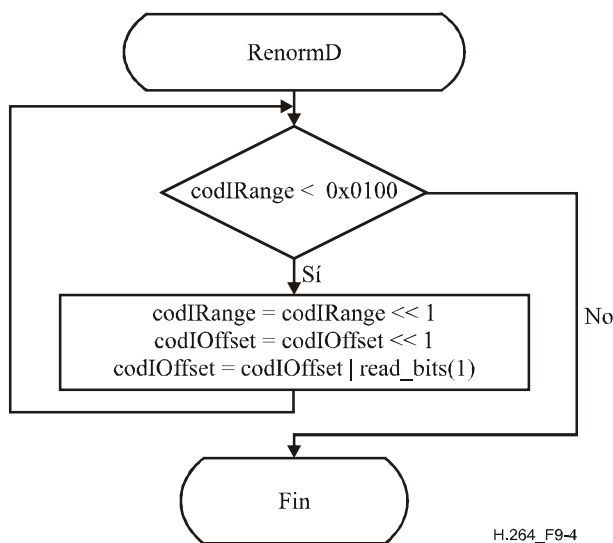 RenormD
codIRange < 0x0100
Sí
codIRange = codIRange << 1
codIOffset = codIOffset << 1
codIOffset = codIOffset | read_bits(1)
No
Fin
H.264_F9-4